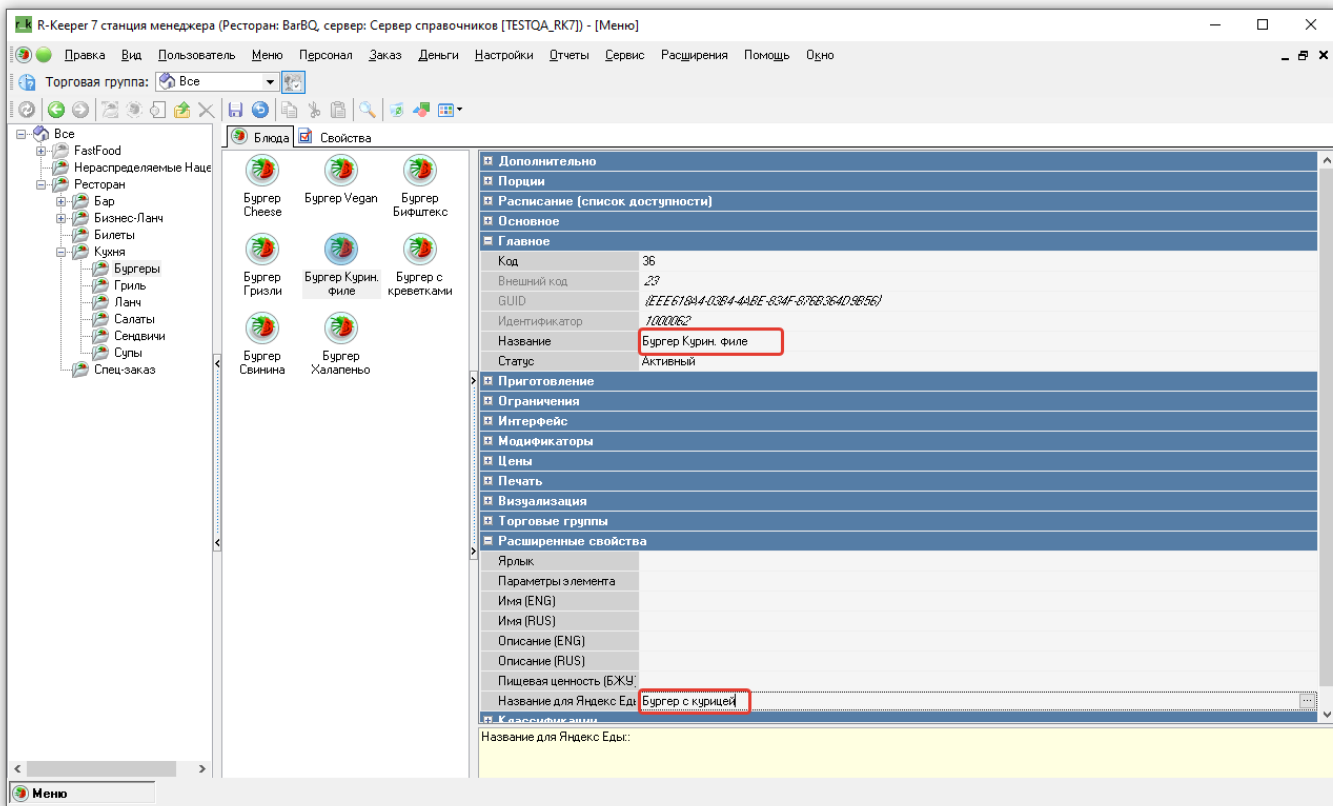 R-Keeper 7 станция менеджера (Ресторан: BarBQ, сервер: Сервер справочников [TESTQA_RK7]) - [Меню]
Правка Вид Пользователь Меню Персонал Заказ Деньги Настройки Отчеты Сервис Расширения Помощь Окно
Торговая группа: Все
Все
FastFood
Нераспределяемые Наце
Ресторан
Бар
Бизнес-Ланч
Билеты
Кухня
Бургеры
Гриль
Ланч
Салаты
Сендвичи
Супы
Спец-заказ
Блюда Свойства
Бургер Cheese
Бургер Vegan
Бургер Бифштекс
Бургер Гризли
Бургер Курин. филе
Бургер с креветками
Бургер Свинина
Бургер Халапеньо
Дополнительно
Порции
Расписание (список доступности)
Основное
Главное
Код 36
Внешний код 23
GUID
Идентификатор 1000062
Название Бургер Курин. филе
Статус Активный
Приготовление
Ограничения
Интерфейс
Модификаторы
Цены
Печать
Визуализация
Торговые группы
Расширенные свойства
Ярлык
Параметры элемента
Имя (ENG)
Имя (RUS)
Описание (ENG)
Описание (RUS)
Пищевая ценность (БЖУ)
Название для Яндекс Еды Бургер с курицей
Классификации
Название для Яндекс Еды::
Меню